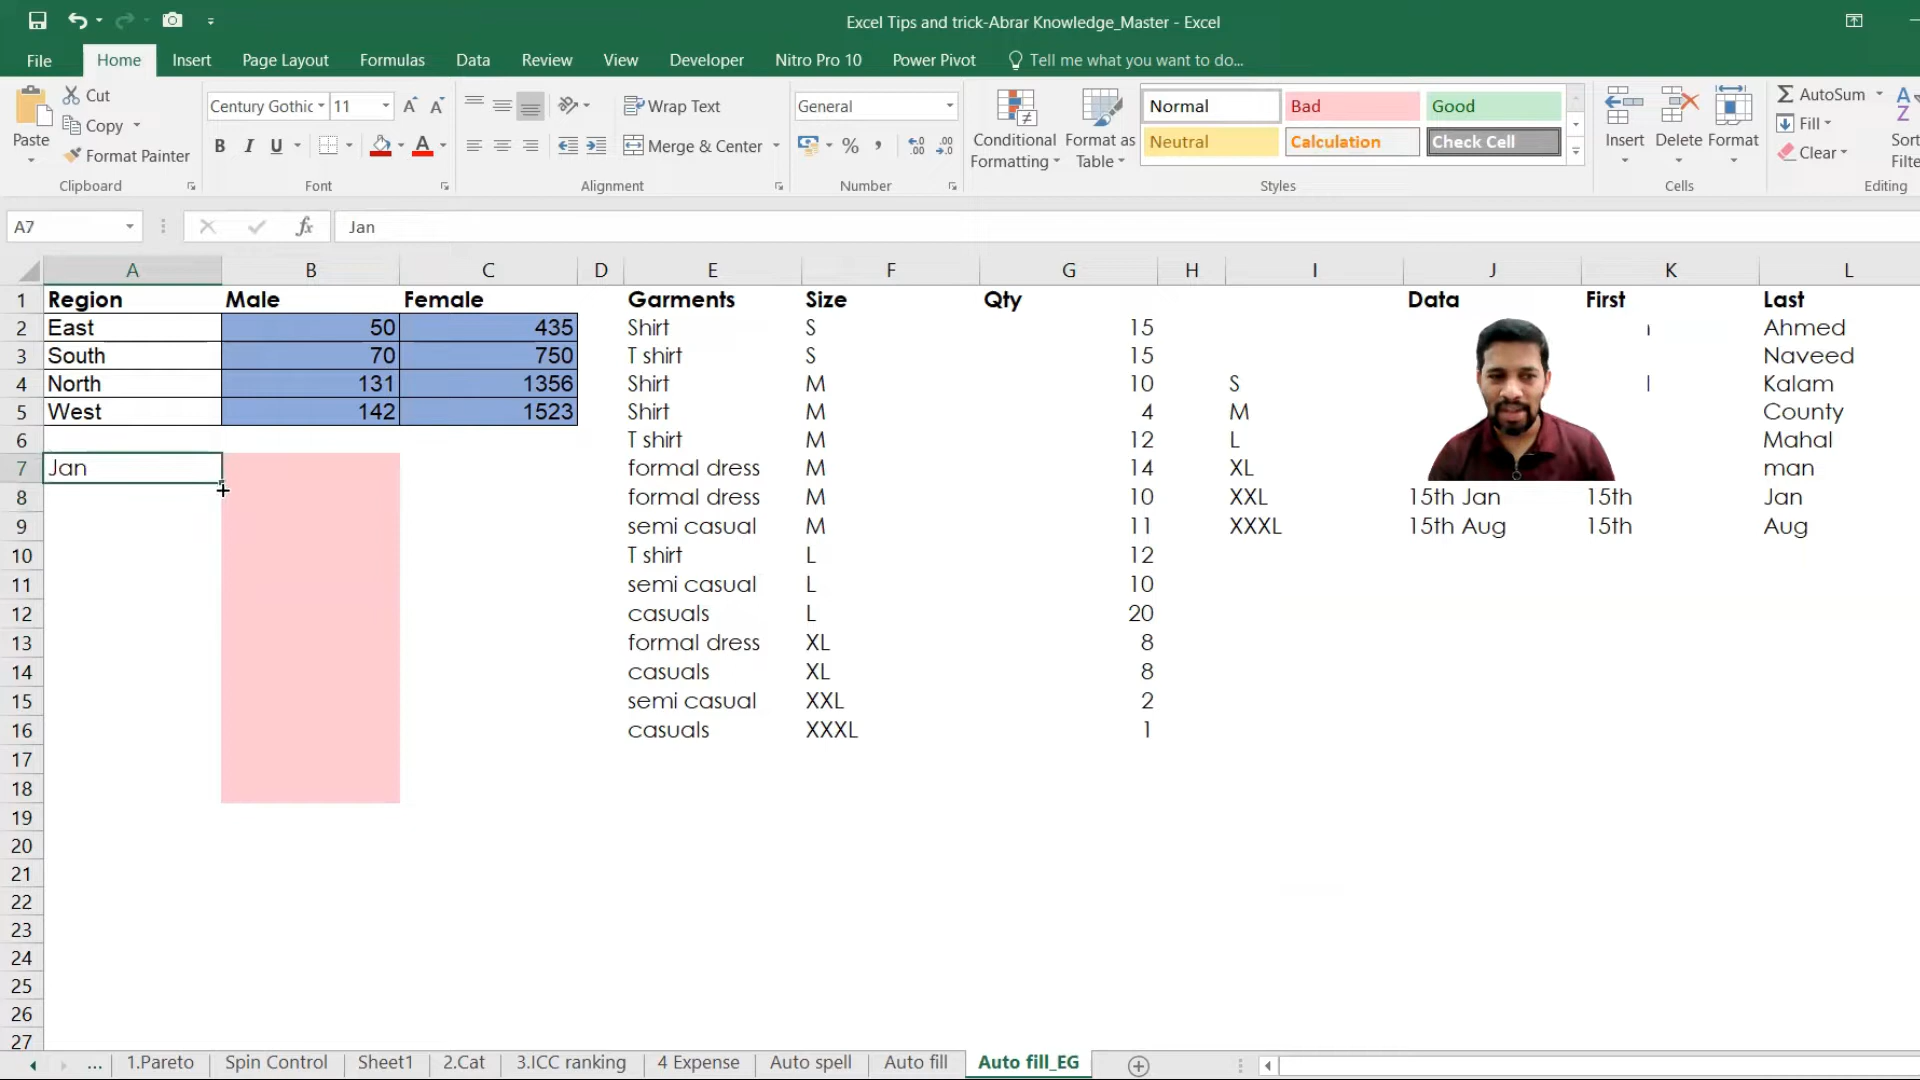 Excel Tips and trick-Abrar Knowledge_Master - Excel
File Home Insert Page Layout Formulas Data Review View Developer Nitro Pro 10 Power Pivot Tell me what you want to do...
Paste
Cut
Copy
Format Painter
Clipboard
Century Gothic 11
B I U
Font
Wrap Text
Merge & Center
Alignment
General
Number
Conditional Formatting
Format as Table
Normal Bad Good
Neutral Calculation Check Cell
Styles
Insert Delete Format
Cells
AutoSum
Fill
Clear
Editing
A7 fx Jan
A B C D E F G H I J K L
1 Region Male Female Garments Size Qty Data First Last
2 East 50 435 Shirt S 15 Ahmed
3 South 70 750 T shirt S 15 Naveed
4 North 131 1356 Shirt M 10 S Kalam
5 West 142 1523 Shirt M 4 M County
6 T shirt M 12 L Mahal
7 Jan formal dress M 14 XL man
8 formal dress M 10 XXL 15th Jan 15th Jan
9 semi casual M 11 XXXL 15th Aug 15th Aug
10 T shirt L 12
11 semi casual L 10
12 casuals L 20
13 formal dress XL 8
14 casuals XL 8
15 semi casual XXL 2
16 casuals XXXL 1
17
18
19
20
21
22
23
24
25
26
27
... 1.Pareto Spin Control Sheet1 2.Cat 3.ICC ranking 4 Expense Auto spell Auto fill Auto fill_EG